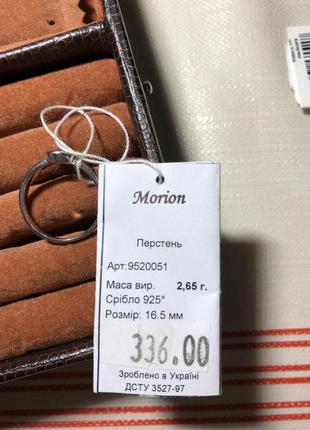 Morion
Перстень
Арт:9520051
Маса вир. 2,65 г.
Срібло 925°
Розмір: 16.5 мм
336.00
Зроблено в Україні
ДСТУ 3527-97